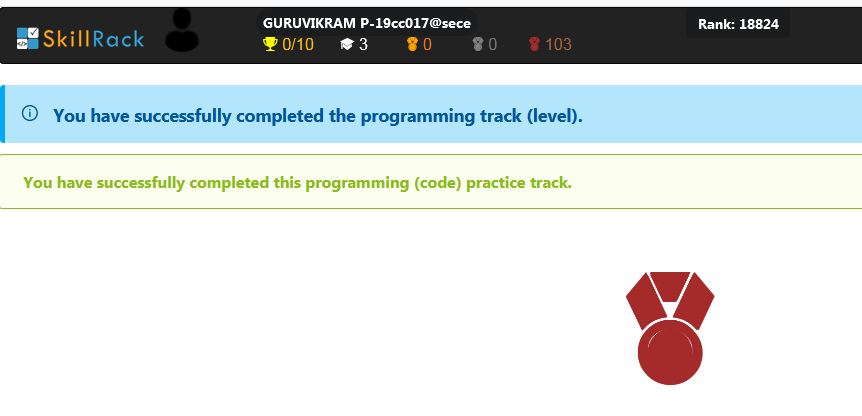 SkillRack
GURUVIKRAM P-19cc017@sece
0/10 3 0 0 103
Rank: 18824
You have successfully completed the programming track (level).
You have successfully completed this programming (code) practice track.